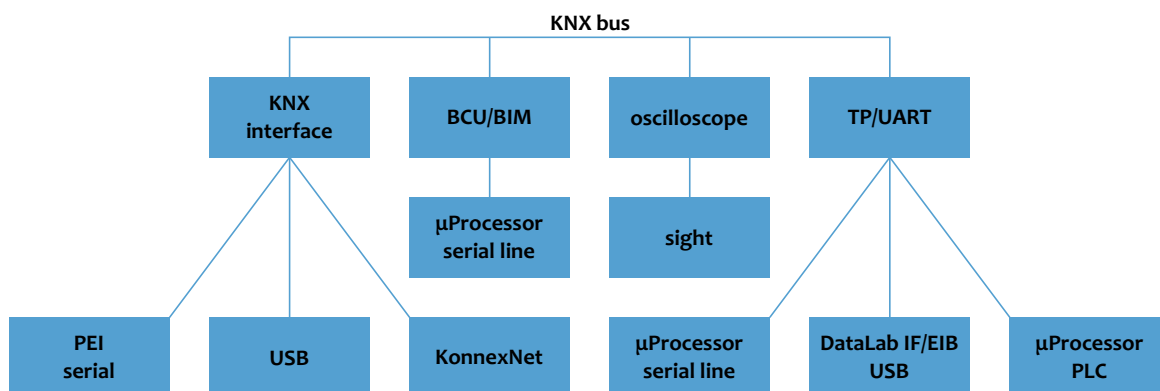 KNX bus
KNX
interface
BCU/BIM
oscilloscope
TP/UART
µProcessor
serial line
sight
PEI
serial
USB
KonnexNet
µProcessor
serial line
DataLab IF/EIB
USB
µProcessor
PLC